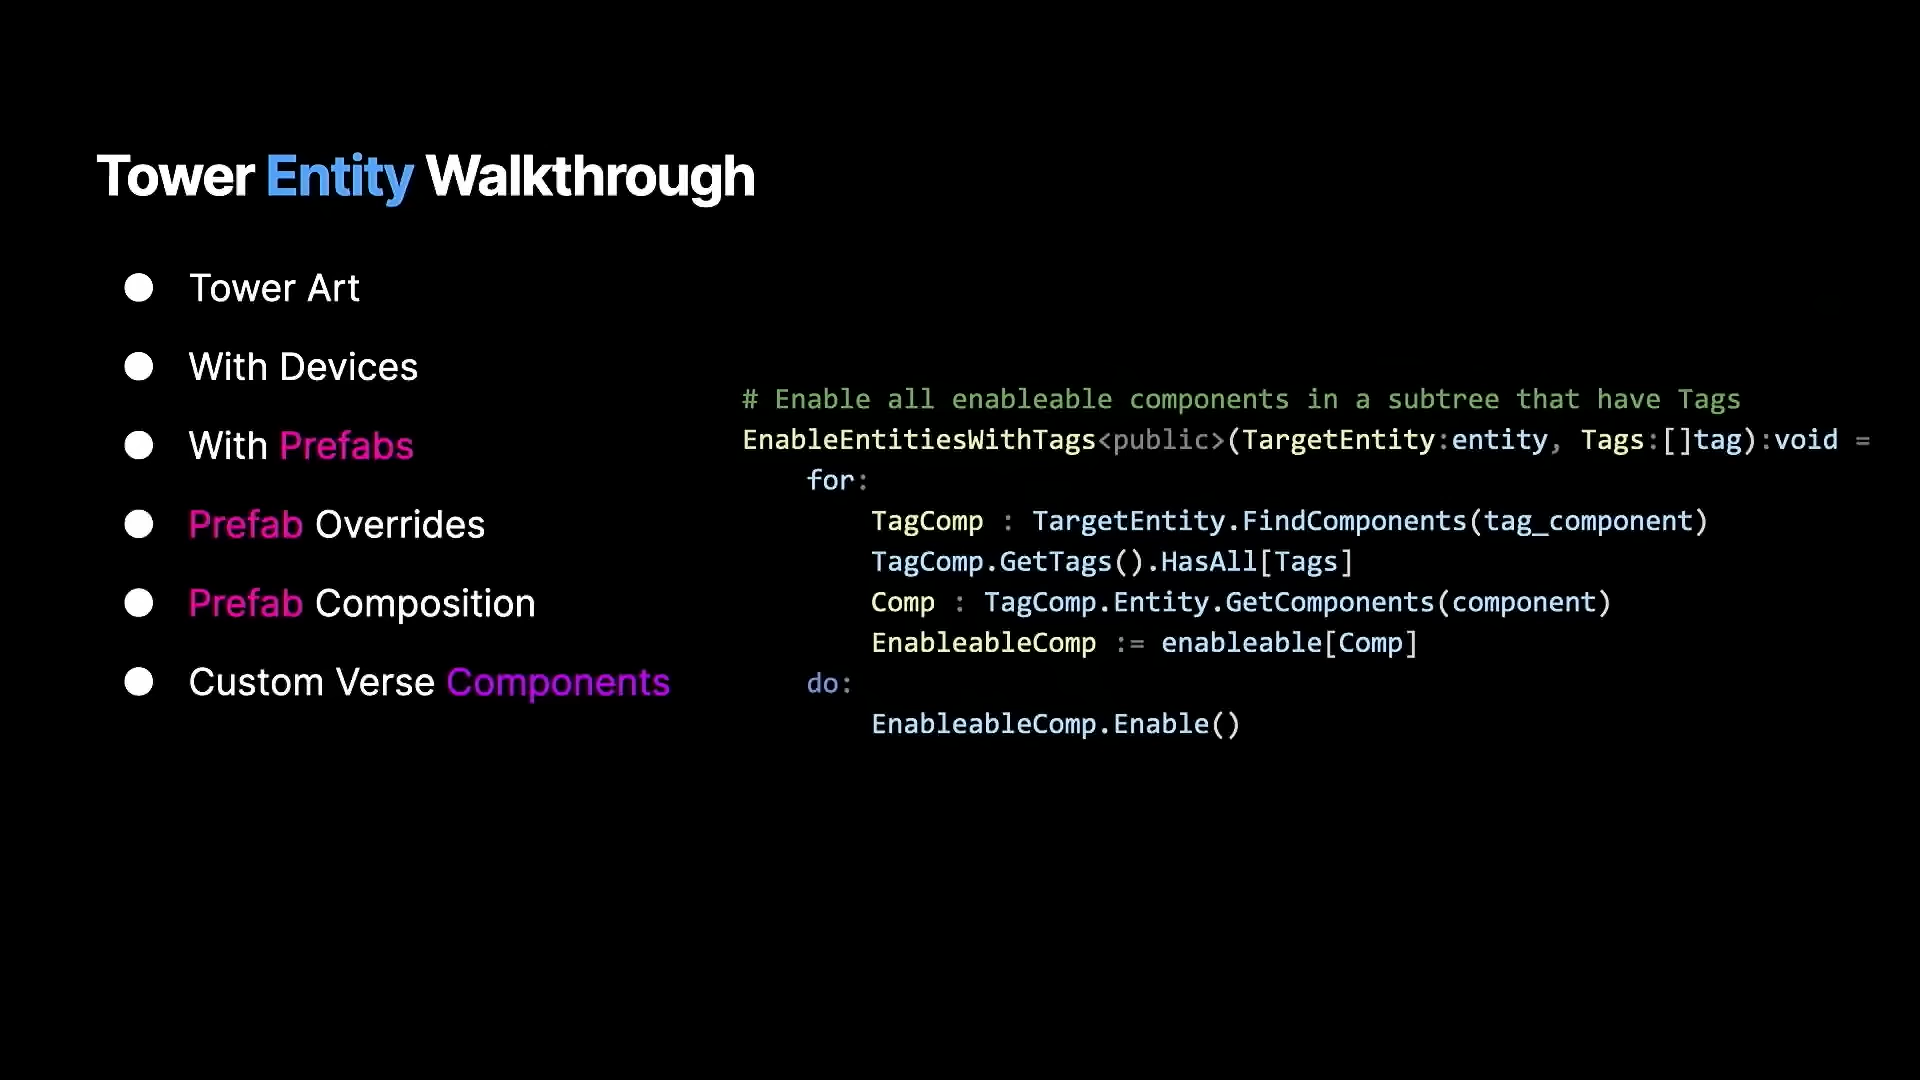 Tower Entity Walkthrough
Tower Art
With Devices
With Prefabs
Prefab Overrides
Prefab Composition
Custom Verse Components
# Enable all enableable components in a subtree that have Tags
EnableEntitiesWithTags<public>(TargetEntity:entity, Tags:[]tag):void =
    for:
        TagComp : TargetEntity.FindComponents(tag_component)
        TagComp.GetTags().HasAll[Tags]
        Comp : TagComp.Entity.GetComponents(component)
        EnableableComp := enableable[Comp]
    do:
        EnableableComp.Enable()